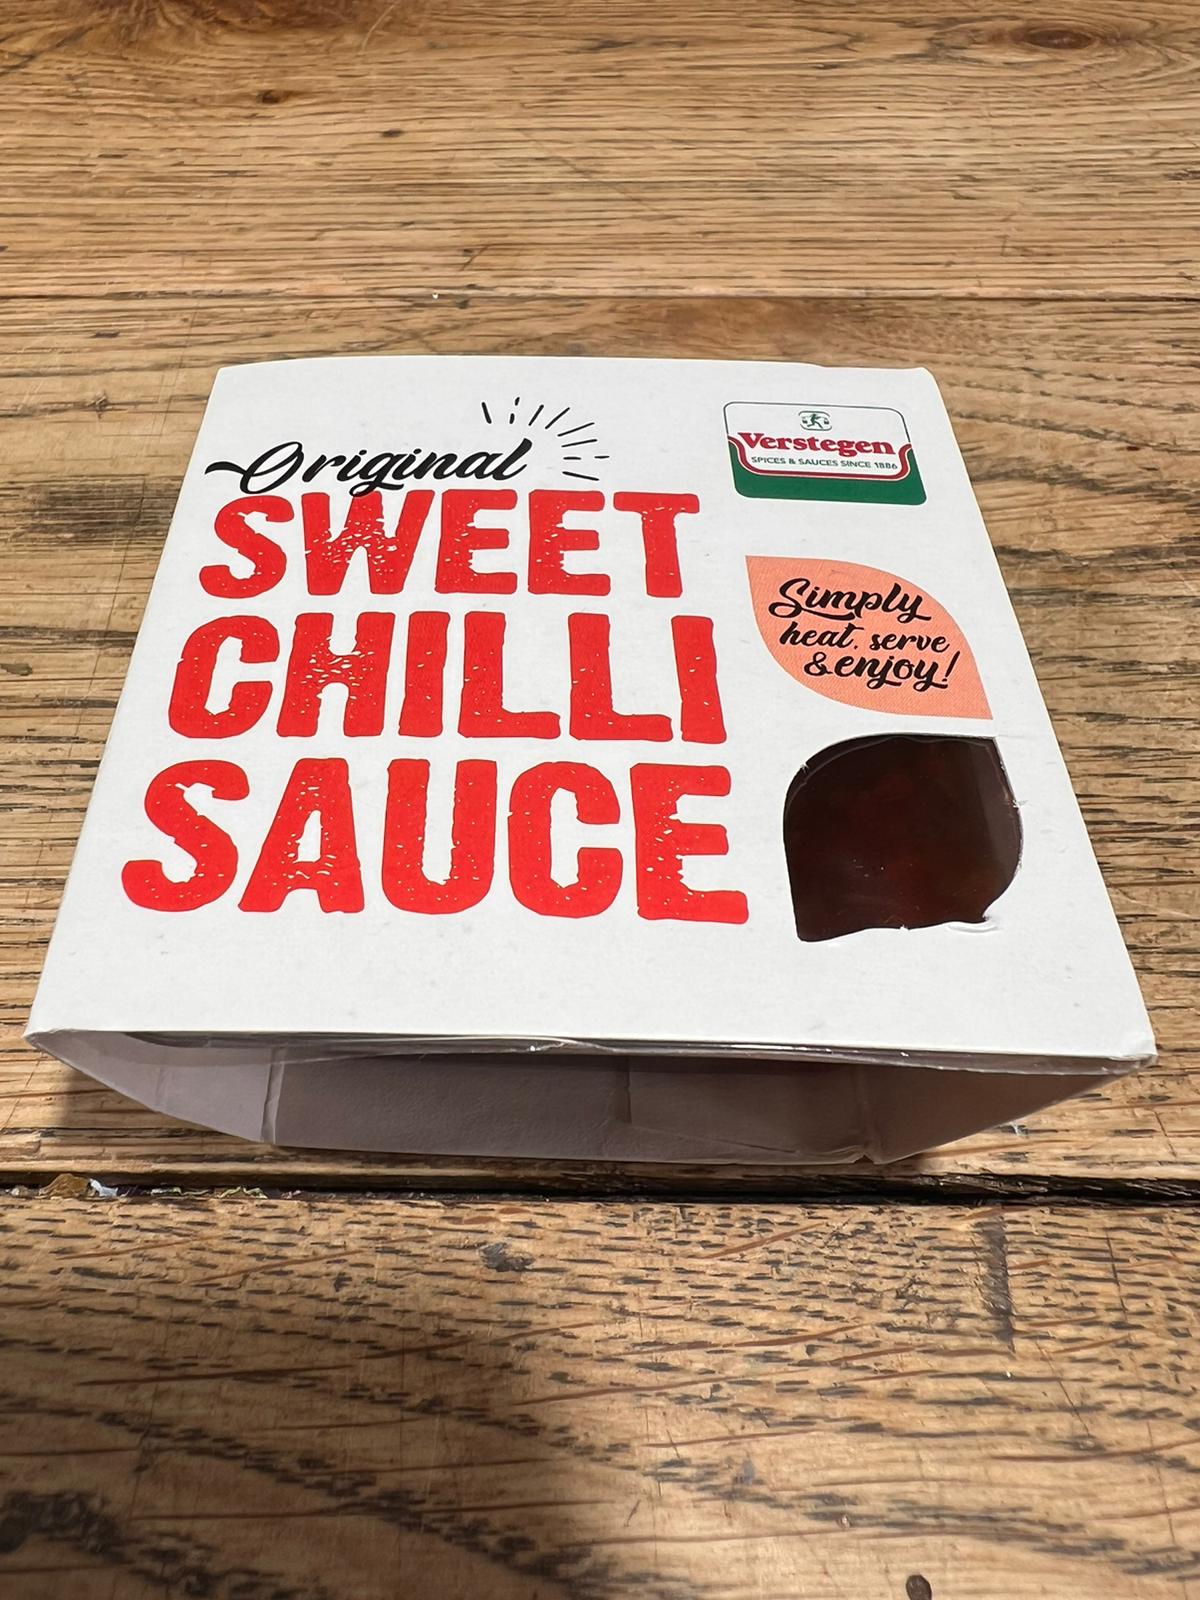 Original
SWEET
CHILLI
SAUCE
Verstegen
SPICES & SAUCES SINCE 1886
Simply
heat, serve
& enjoy!